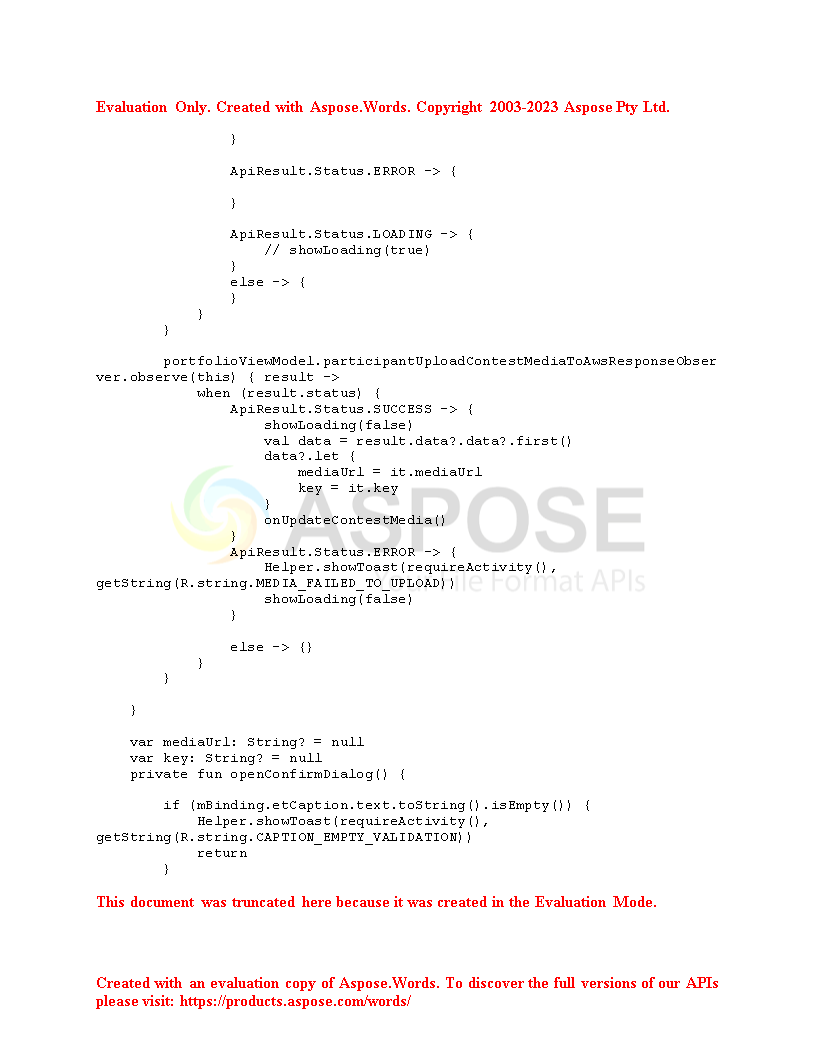 Evaluation Only. Created with Aspose.Words. Copyright 2003-2023 Aspose Pty Ltd.
}
ApiResult.Status.ERROR -> {
}
ApiResult.Status.LOADING -> {
// showLoading(true)
}
else -> {
}
}
}
portfolioViewModel.participantUploadContestMediaToAwsResponseObser
ver.observe(this) { result ->
when (result.status) {
ApiResult.Status.SUCCESS -> {
showLoading(false)
val data = result.data?.data?.first()
data?.let {
mediaUrl = it.mediaUrl
key = it.key
}
onUpdateContestMedia()
}
ApiResult.Status.ERROR -> {
Helper.showToast(requireActivity(),
getString(R.string.MEDIA_FAILED_TO_UPLOAD))
showLoading(false)
}
else -> {}
}
}
}
var mediaUrl: String? = null
var key: String? = null
private fun openConfirmDialog() {
if (mBinding.etCaption.text.toString().isEmpty()) {
Helper.showToast(requireActivity(),
getString(R.string.CAPTION_EMPTY_VALIDATION))
return
}
ASPOSE
File Format APIs
This document was truncated here because it was created in the Evaluation Mode.
Created with an evaluation copy of Aspose.Words. To discover the full versions of our APIs
please visit: https://products.aspose.com/words/